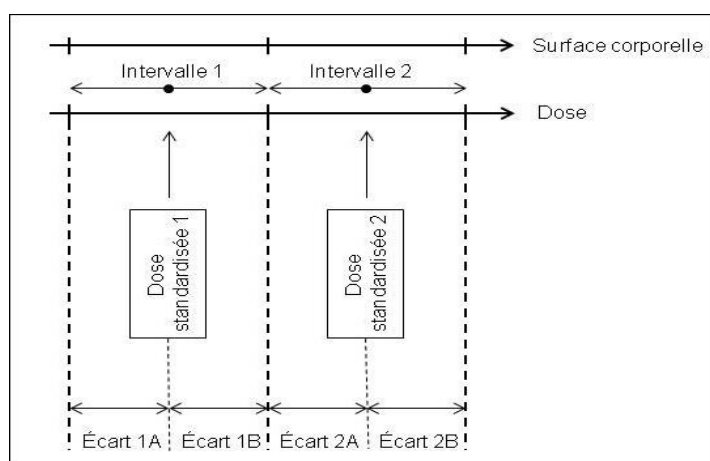 Surface corporelle
Intervalle 1
Intervalle 2
Dose
Dose
standardisée 1
Dose
standardisée 2
Écart 1A
Écart 1B
Écart 2A
Écart 2B